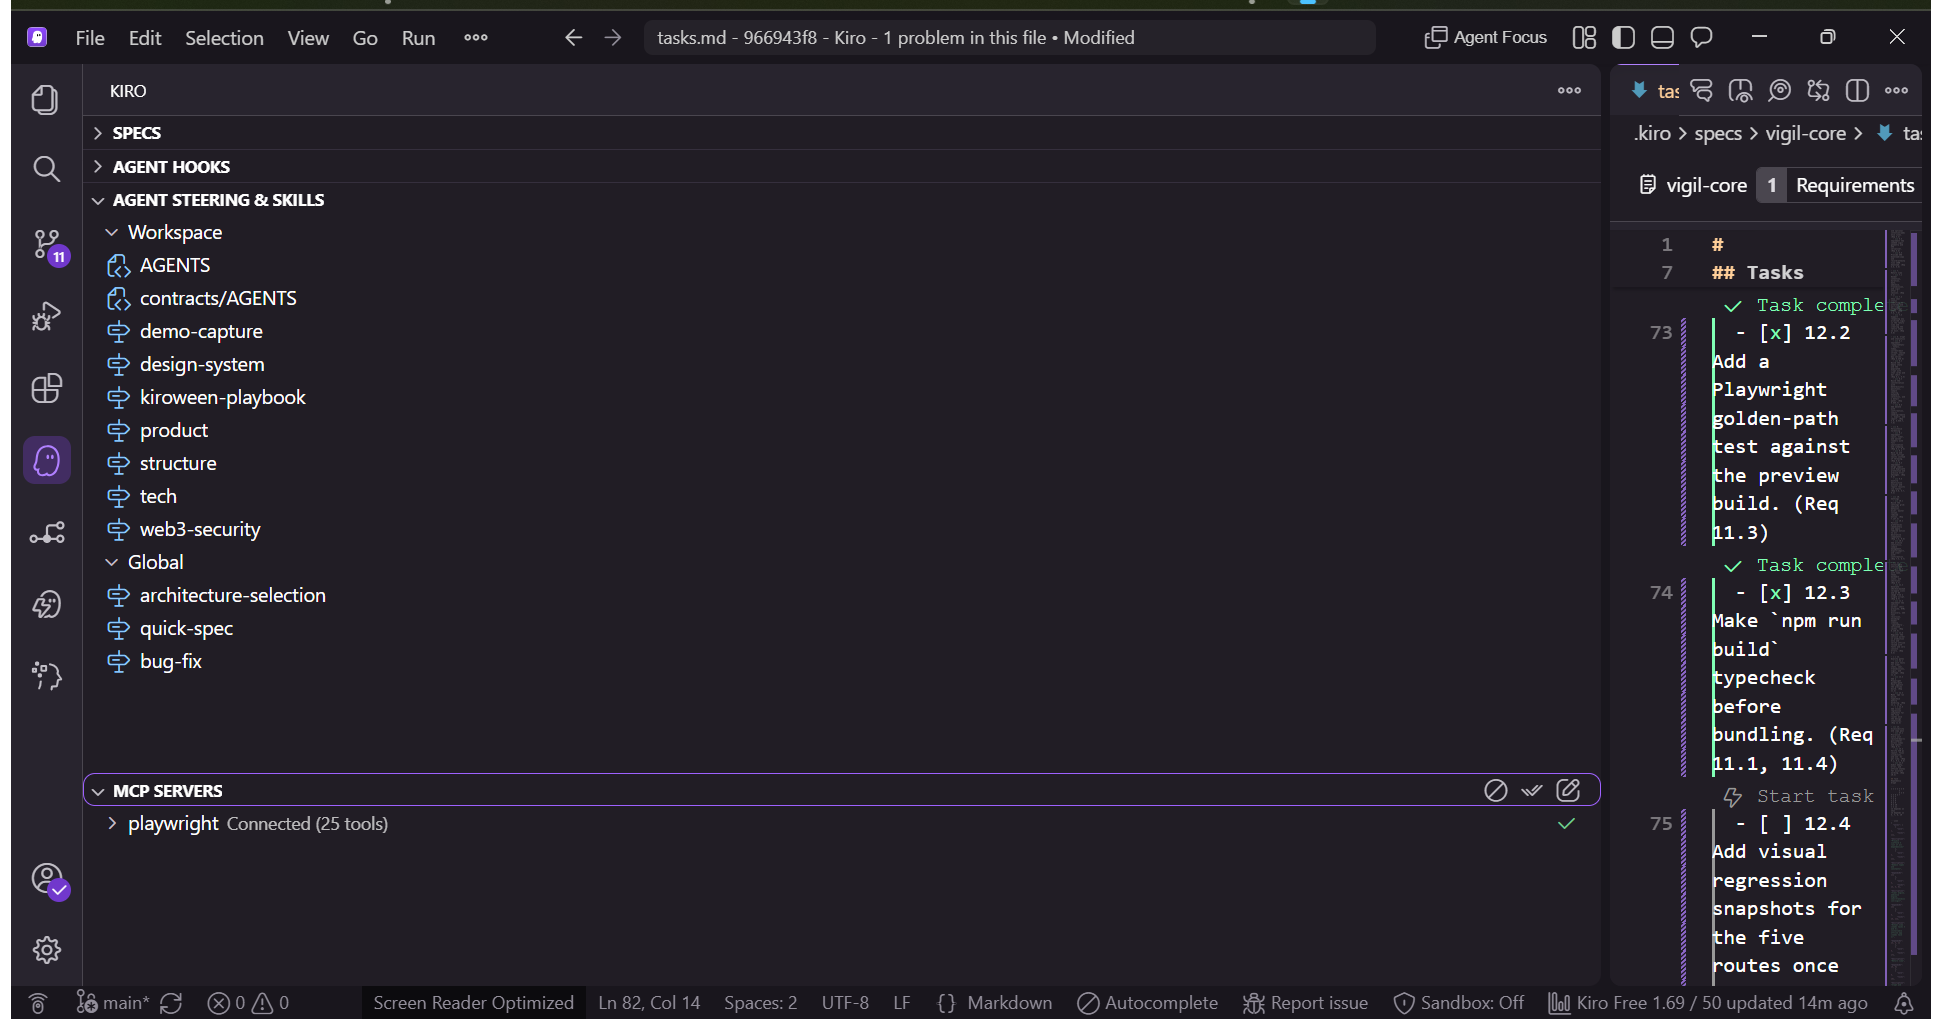 File Edit Selection View Go Run
tasks.md - 966943f8 - Kiro - 1 problem in this file • Modified
Agent Focus
KIRO
SPECS
AGENT HOOKS
AGENT STEERING & SKILLS
Workspace
AGENTS
contracts/AGENTS
demo-capture
design-system
kiroween-playbook
product
structure
tech
web3-security
Global
architecture-selection
quick-spec
bug-fix
MCP SERVERS
playwright Connected (25 tools)
11
tas
.kiro > specs > vigil-core > tas
vigil-core 1 Requirements
1 #
7 ## Tasks
Task comple
73 - [x] 12.2
Add a
Playwright
golden-path
test against
the preview
build. (Req
11.3)
Task comple
74 - [x] 12.3
Make `npm run
build`
typecheck
before
bundling. (Req
11.1, 11.4)
Start task
75 - [ ] 12.4
Add visual
regression
snapshots for
the five
routes once
main* 0 0 Screen Reader Optimized Ln 82, Col 14 Spaces: 2 UTF-8 LF {} Markdown Autocomplete Report issue Sandbox: Off Kiro Free 1.69 / 50 updated 14m ago